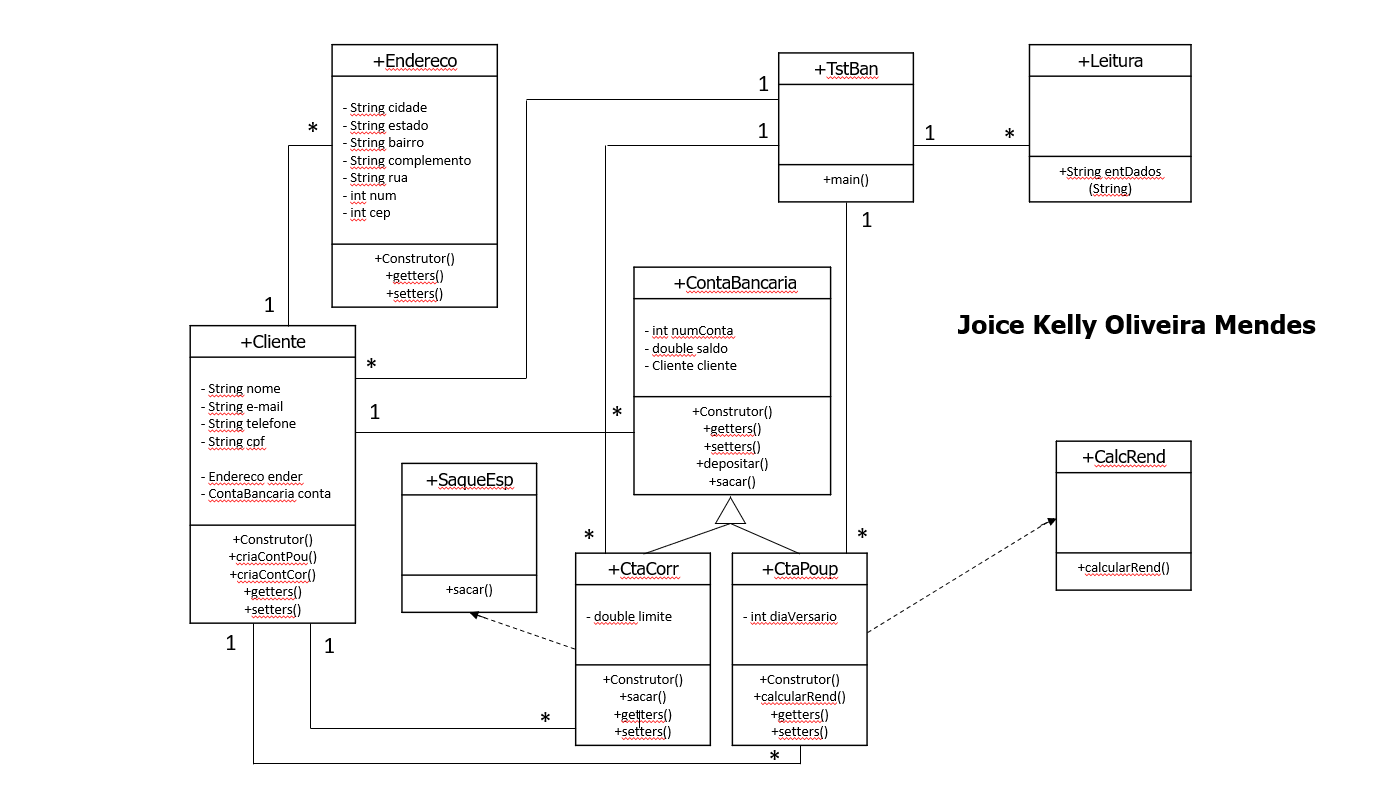 +Endereco
- String cidade
- String estado
- String bairro
- String complemento
- String rua
- int num
- int cep
+Construtor()
+getters()
+setters()
+TstBan
+main()
+Leitura
+String entDados
(String)
1
1
1
*
1
*
1
+ContaBancaria
- int numConta
- double saldo
- Cliente cliente
+Construtor()
+getters()
+setters()
+depositar()
+sacar()
Joice Kelly Oliveira Mendes
+Cliente
- String nome
- String e-mail
- String telefone
- String cpf
- Endereco ender
- ContaBancaria conta
+Construtor()
+criaContPou()
+criaContCor()
+getters()
+setters()
*
1
*
+SaqueEsp
+sacar()
+CalcRend
+calcularRend()
*
*
+CtaCorr
- double limite
+Construtor()
+sacar()
+getters()
+setters()
+CtaPoup
- int diaVersario
+Construtor()
+calcularRend()
+getters()
+setters()
1
1
*
*